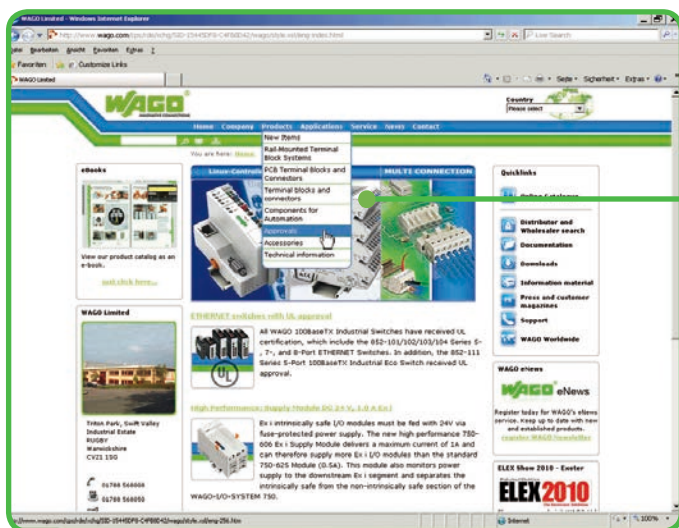 WAGO Limited - Windows Internet Explorer
Bearbeiten Ansicht Favoriten Extras ?
Live Search
Favoriten Customize Links
WAGO Limited
Seite Sicherheit Extras
WAGO
INNOVATIVE CONNECTIONS
Country
Please select
Home Company Products Applications Service News Contact
New Items
Rail-Mounted Terminal
Block Systems
PCB Terminal Blocks and
Connectors
Terminal blocks and
connectors
Components for
Automation
Approvals
Accessories
Technical information
You are here: Home
eBooks
View our product catalog as an
e-book.
just click here...
MULTI CONNECTION
Quicklinks
Online Catalogue
Distributor and
Wholesaler search
Documentation
Downloads
Information material
Press and customer
magazines
Support
WAGO Worldwide
WAGO Limited
Triton Park, Swift Valley
Industrial Estate
RUGBY
Warwickshire
CV21 1SG
01788 568008
01788 568050
ETHERNET-switches with UL approval
All WAGO 100BaseTX Industrial Switches have received UL
certification, which include the 852-101/102/103/104 Series 5-
, 7-, and 8-Port ETHERNET Switches. In addition, the 852-111
Series 5-Port 100BaseTX Industrial Eco Switch received UL
approval.
UL
High Performance: Supply Module DC 24 V, 1.0 A Ex i
Ex i intrinsically safe I/O modules must be fed with 24V via
fuse-protected power supply. The new high performance 750-
606 Ex i Supply Module delivers a maximum current of 1A and
can therefore supply more Ex i I/O modules than the standard
750-625 Module (0.5A). This module also monitors power
supply to the downstream Ex i segment and separates the
intrinsically safe from the non-intrinsically safe section of the
WAGO-I/O-SYSTEM 750.
WAGO eNews
WAGO eNews
Register today for WAGO's eNews
service. Keep up to date with new
and established products.
register WAGO Newsletter
ELEX Show 2010 - Exeter
ELEX2010
Internet
100%